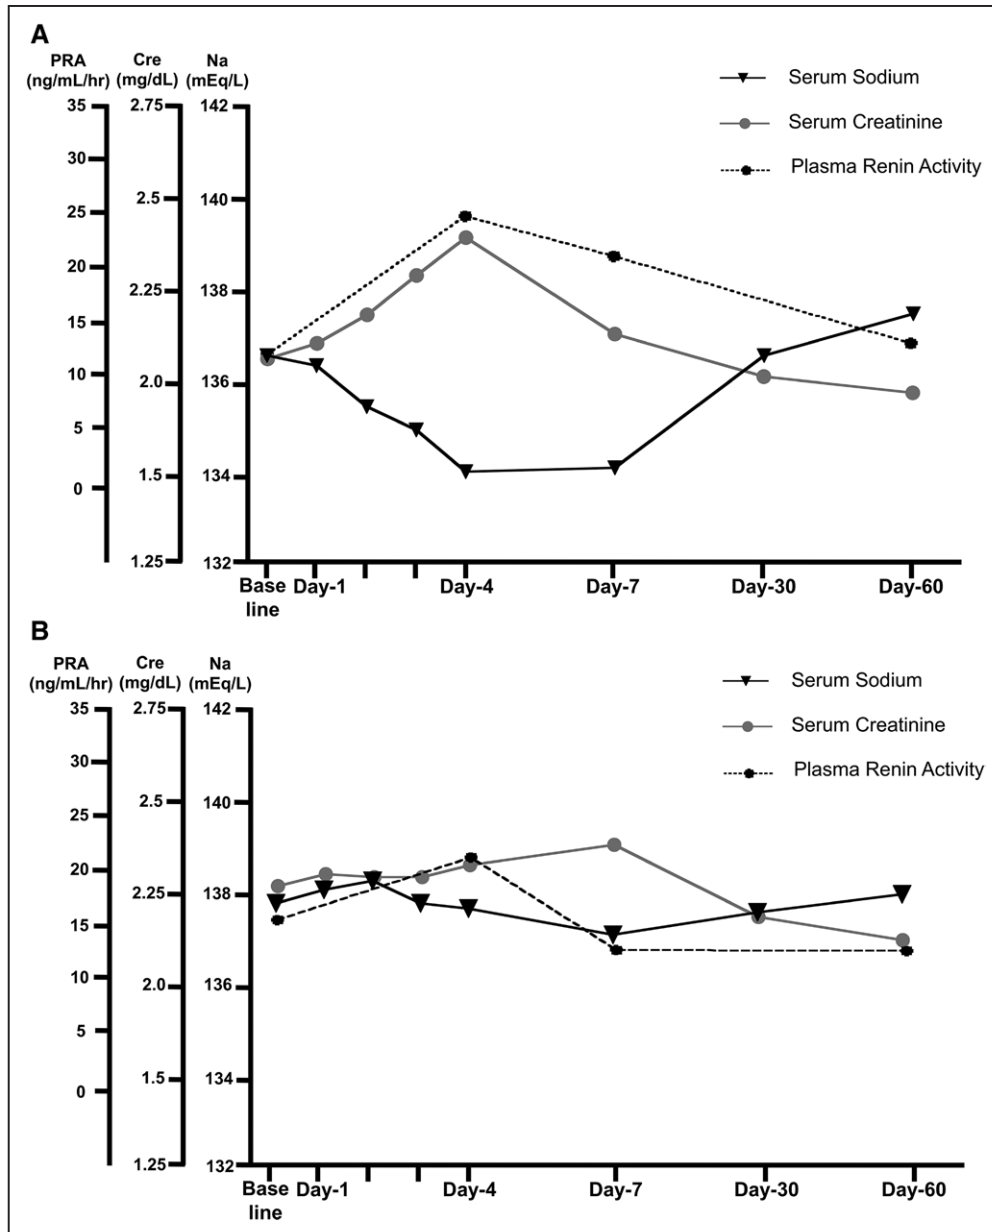 A
PRA Cre Na
(ng/mL/hr) (mg/dL) (mEq/L)
Serum Sodium
Serum Creatinine
Plasma Renin Activity
35 2.75 142
30
2.5 140
25
20
2.25 138
15
10 2.0 136
5
1.5 134
0
1.25 132
Base Day-1 Day-4 Day-7 Day-30 Day-60
line
B
PRA Cre Na
(ng/mL/hr) (mg/dL) (mEq/L)
Serum Sodium
Serum Creatinine
Plasma Renin Activity
35 2.75 142
30
2.5 140
25
20
2.25 138
15
10 2.0 136
5
1.5 134
0
1.25 132
Base Day-1 Day-4 Day-7 Day-30 Day-60
line